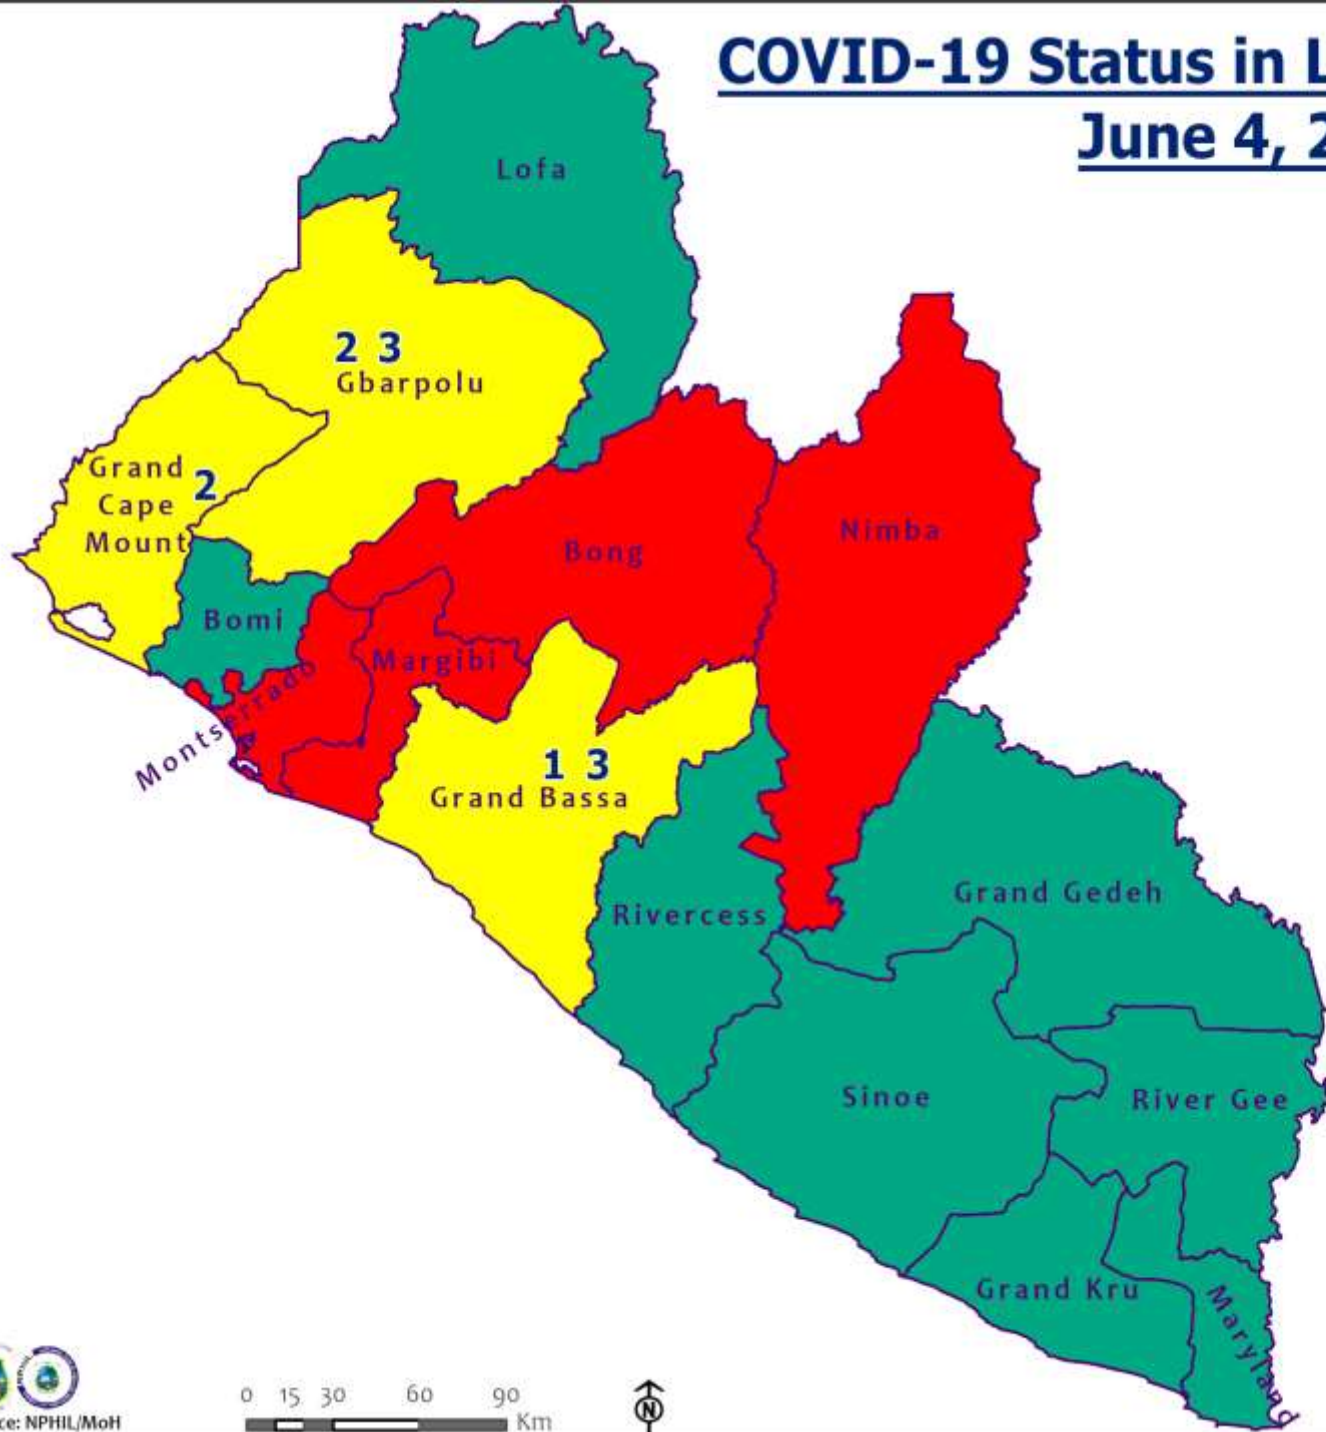 COVID-19 Status in L
June 4, 2
Lofa
2 3
Gbarpolu
Grand
Cape
Mount
2
Bong
Nimba
Bomi
Margibi
Montserrado
1 3
Grand Bassa
Rivercess
Grand Gedeh
Sinoe
River Gee
Grand Kru
Maryland
0 15 30 60 90
Km
N
ce: NPHIL/MoH